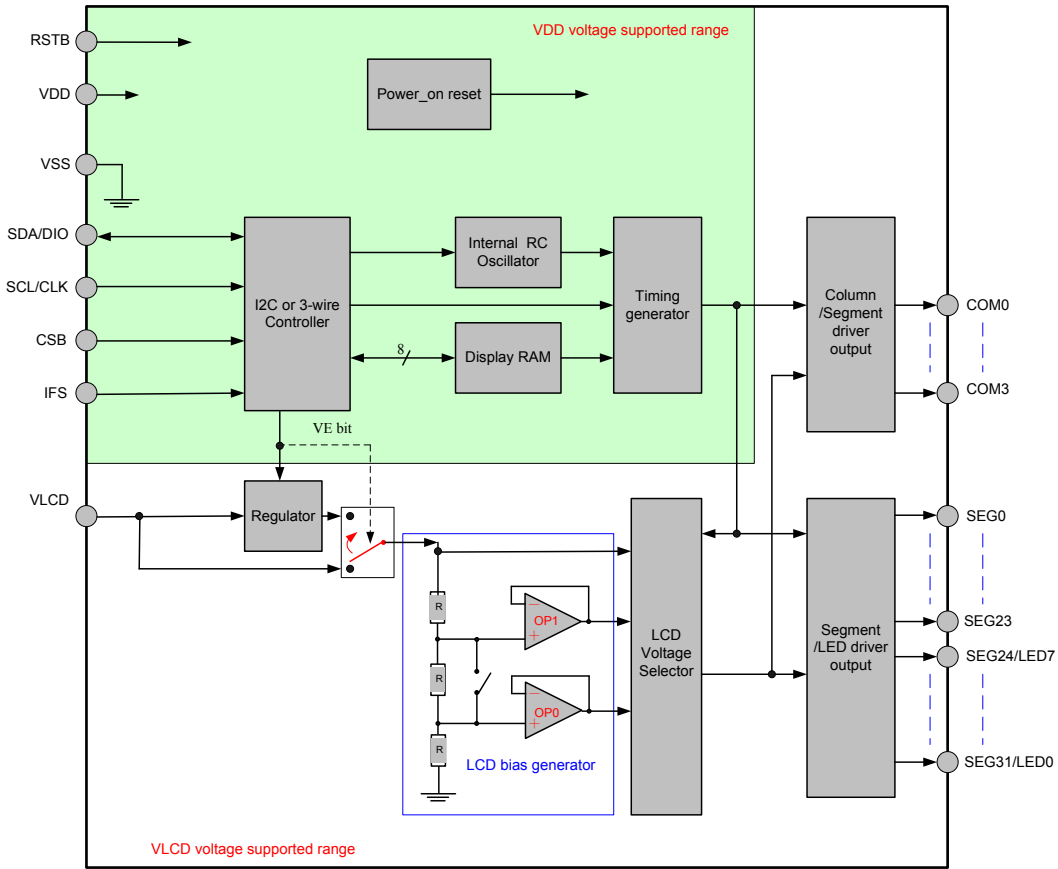 VDD voltage supported range
RSTB
VDD
Power_on reset
VSS
SDA/DIO
SCL/CLK
CSB
IFS
I2C or 3-wire
Controller
Internal RC
Oscillator
8
Display RAM
Timing
generator
Column
/Segment
driver
output
COM0
COM3
VE bit
VLCD
Regulator
R
R
R
OP1
OP0
LCD bias generator
LCD
Voltage
Selector
Segment
/LED driver
output
SEG0
SEG23
SEG24/LED7
SEG31/LED0
VLCD voltage supported range